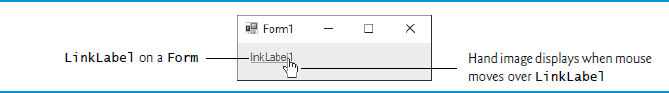 Form1
LinkLabel on a Form
linkLabel1
Hand image displays when mouse
moves over LinkLabel